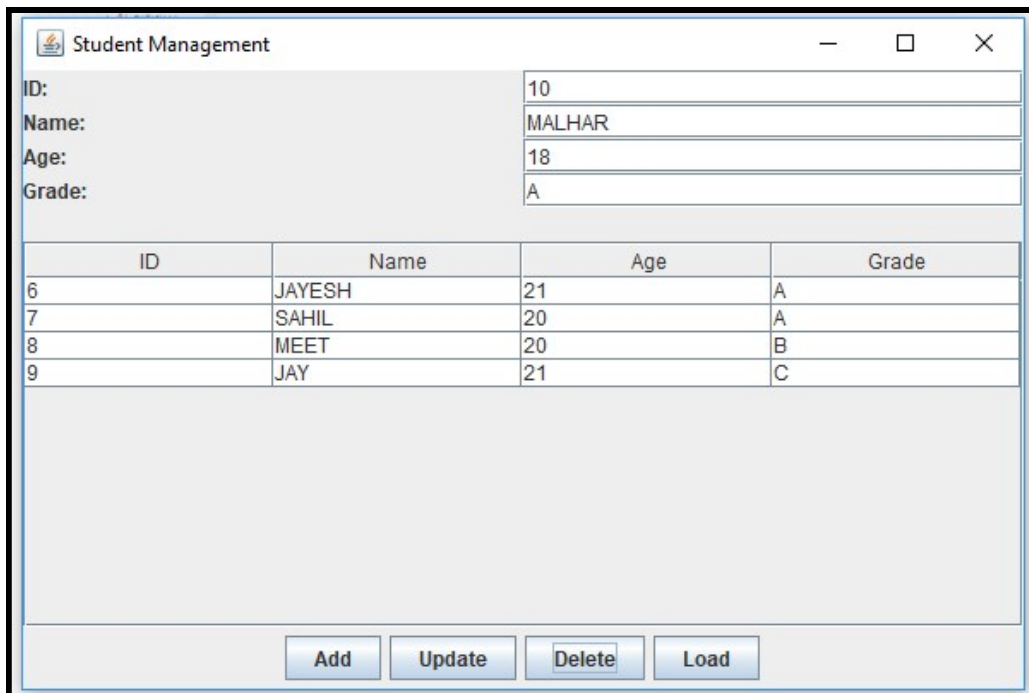 Student Management
ID: 10
Name: MALHAR
Age: 18
Grade: A
ID Name Age Grade
6 JAYESH 21 A
7 SAHIL 20 A
8 MEET 20 B
9 JAY 21 C
Add Update Delete Load